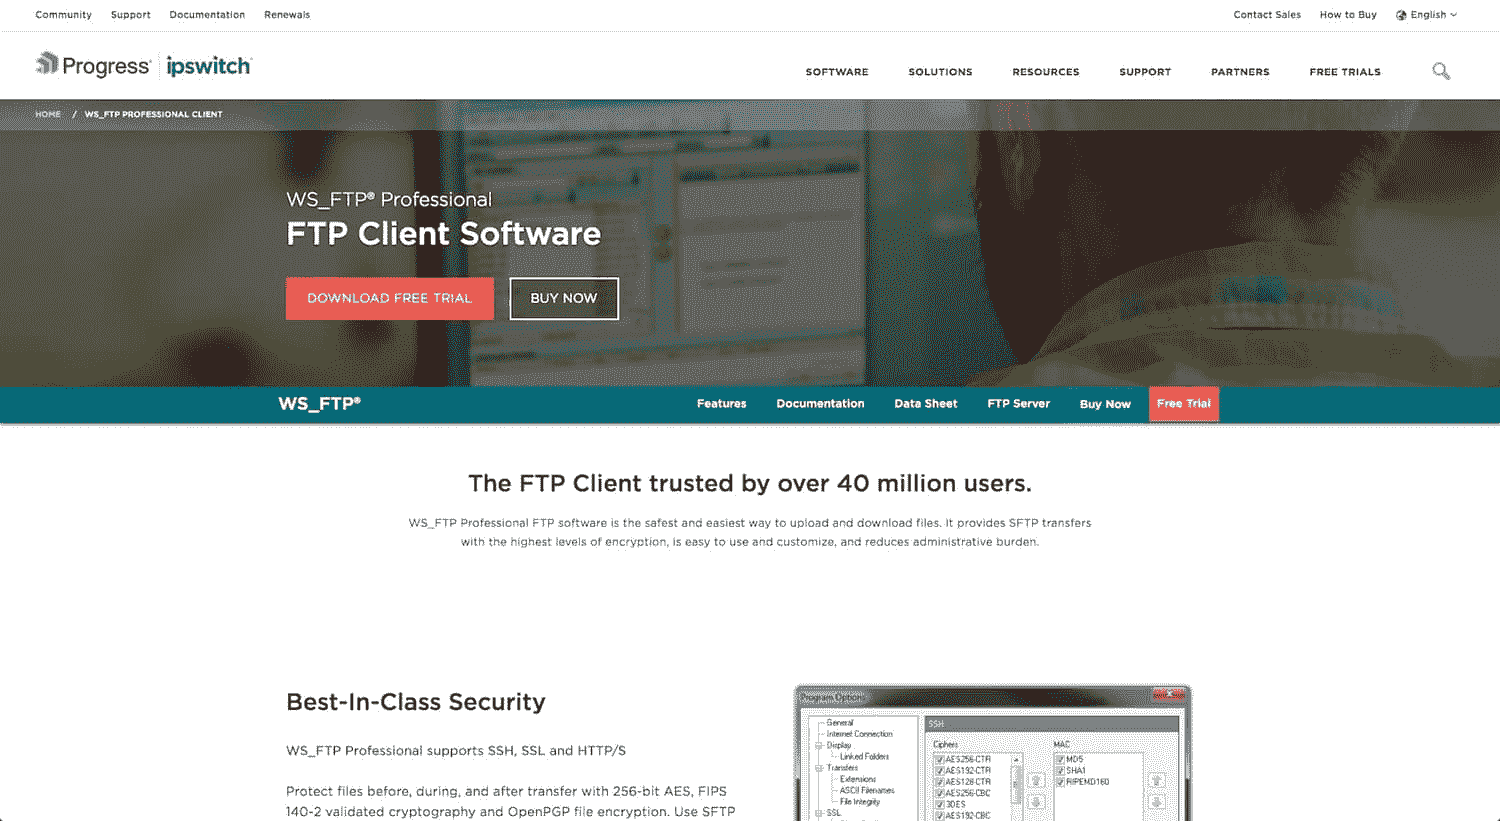 Community Support Documentation Renewals
Contact Sales How to Buy English
Progress® ipswitch
SOFTWARE SOLUTIONS RESOURCES SUPPORT PARTNERS FREE TRIALS
HOME / WS_FTP PROFESSIONAL CLIENT
WS_FTP® Professional
FTP Client Software
DOWNLOAD FREE TRIAL BUY NOW
WS_FTP®
Features Documentation Data Sheet FTP Server Buy Now Free Trial
The FTP Client trusted by over 40 million users.
WS_FTP Professional FTP software is the safest and easiest way to upload and download files. It provides SFTP transfers
with the highest levels of encryption, is easy to use and customize, and reduces administrative burden.
Best-In-Class Security
WS_FTP Professional supports SSH, SSL and HTTP/S
Protect files before, during, and after transfer with 256-bit AES, FIPS
140-2 validated cryptography and OpenPGP file encryption. Use SFTP
Program Options
General
Internet Connection
Display
Linked Folders
Transfers
Extensions
ASCII Filenames
File Integrity
SSL
SSH
Ciphers
AES256-CTR
AES192-CTR
AES128-CTR
AES256-CBC
3DES
AES192-CBC
MAC
MD5
SHA1
RIPEMD160